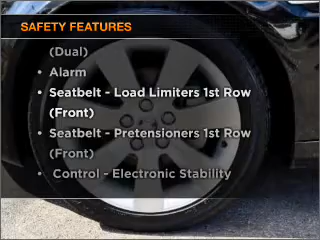 SAFETY FEATURES
(Dual)
• Alarm
• Seatbelt - Load Limiters 1st Row
(Front)
• Seatbelt - Pretensioners 1st Row
(Front)
• Control - Electronic Stability